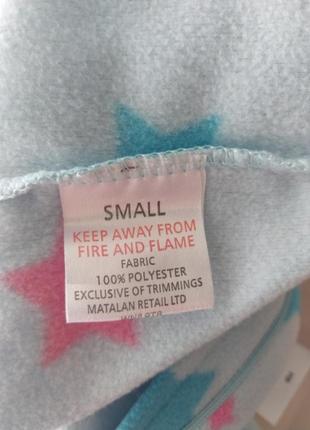 SMALL
KEEP AWAY FROM
FIRE AND FLAME
FABRIC
100% POLYESTER
EXCLUSIVE OF TRIMMINGS
MATALAN RETAIL LTD